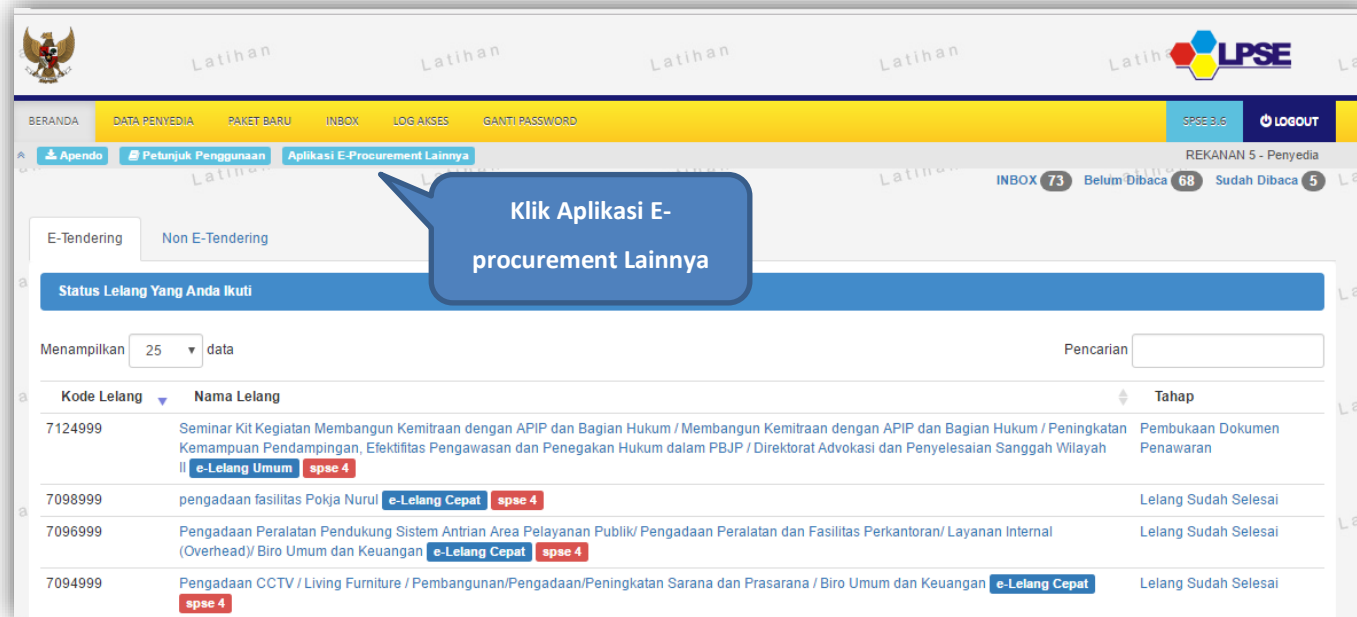 Latihan Latihan Latihan Latihan Latihan LPSE
BERANDA DATA PENYEDIA PAKET BARU INBOX LOG AKSES GANTI PASSWORD SPSE 3.6 LOGOUT
Apendo Petunjuk Penggunaan Aplikasi E-Procurement Lainnya REKANAN 5 - Penyedia
INBOX 73 Belum Dibaca 68 Sudah Dibaca 5
Klik Aplikasi E-
procurement Lainnya
E-Tendering Non E-Tendering
Status Lelang Yang Anda Ikuti
Menampilkan 25 data Pencarian
Kode Lelang Nama Lelang Tahap
7124999 Seminar Kit Kegiatan Membangun Kemitraan dengan APIP dan Bagian Hukum / Membangun Kemitraan dengan APIP dan Bagian Hukum / Peningkatan Pembukaan Dokumen
Kemampuan Pendampingan, Efektifitas Pengawasan dan Penegakan Hukum dalam PBJP / Direktorat Advokasi dan Penyelesaian Sanggah Wilayah Penawaran
II e-Lelang Umum spse 4
7098999 pengadaan fasilitas Pokja Nurul e-Lelang Cepat spse 4 Lelang Sudah Selesai
7096999 Pengadaan Peralatan Pendukung Sistem Antrian Area Pelayanan Publik/ Pengadaan Peralatan dan Fasilitas Perkantoran/ Layanan Internal Lelang Sudah Selesai
(Overhead)/ Biro Umum dan Keuangan e-Lelang Cepat spse 4
7094999 Pengadaan CCTV / Living Furniture / Pembangunan/Pengadaan/Peningkatan Sarana dan Prasarana / Biro Umum dan Keuangan e-Lelang Cepat Lelang Sudah Selesai
spse 4